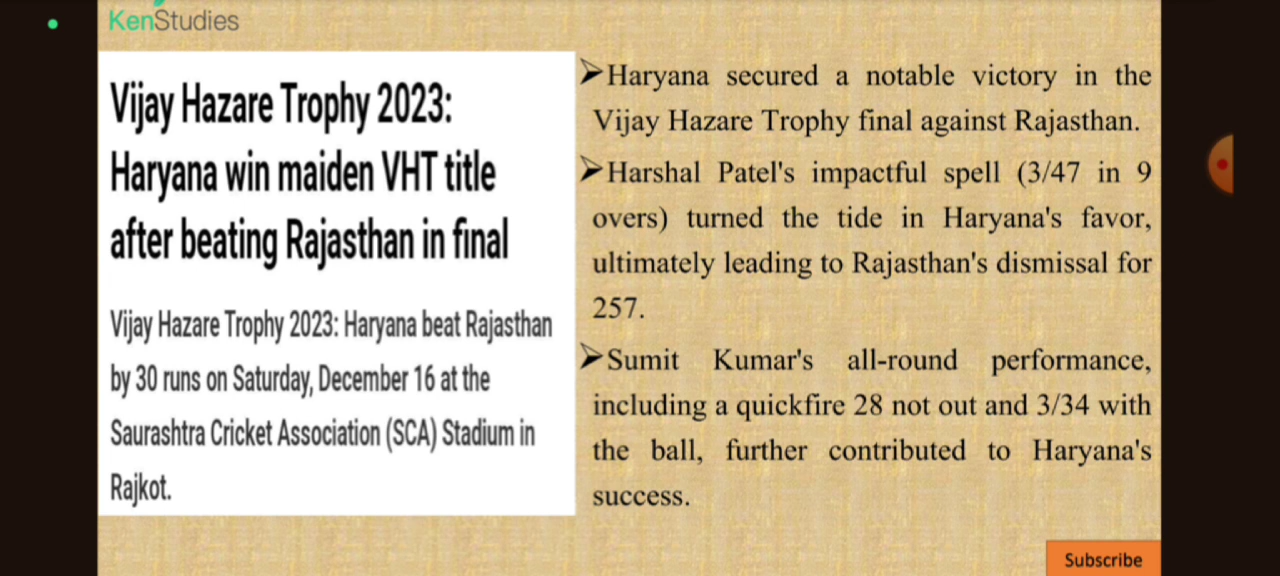 KenStudies
Vijay Hazare Trophy 2023:
Haryana win maiden VHT title
after beating Rajasthan in final
Vijay Hazare Trophy 2023: Haryana beat Rajasthan
by 30 runs on Saturday, December 16 at the
Saurashtra Cricket Association (SCA) Stadium in
Rajkot.
➢Haryana secured a notable victory in the
Vijay Hazare Trophy final against Rajasthan.
➢Harshal Patel's impactful spell (3/47 in 9
overs) turned the tide in Haryana's favor,
ultimately leading to Rajasthan's dismissal for
257.
➢Sumit Kumar's all-round performance,
including a quickfire 28 not out and 3/34 with
the ball, further contributed to Haryana's
success.
Subscribe